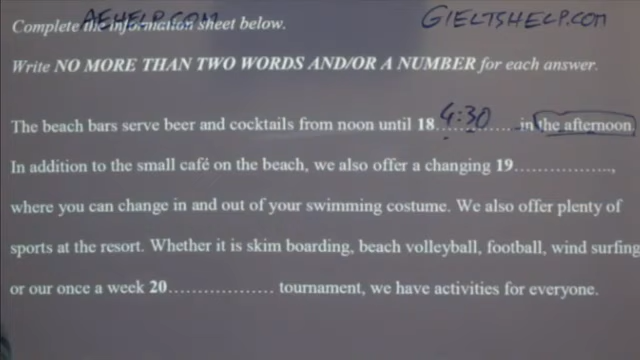 AEHELP.COM GIELTSHELP.COM
Complete the information sheet below.
Write NO MORE THAN TWO WORDS AND/OR A NUMBER for each answer.
The beach bars serve beer and cocktails from noon until 18 4:30 in the afternoon
In addition to the small café on the beach, we also offer a changing 19................,
where you can change in and out of your swimming costume. We also offer plenty of
sports at the resort. Whether it is skim boarding, beach volleyball, football, wind surfing
or our once a week 20.................. tournament, we have activities for everyone.